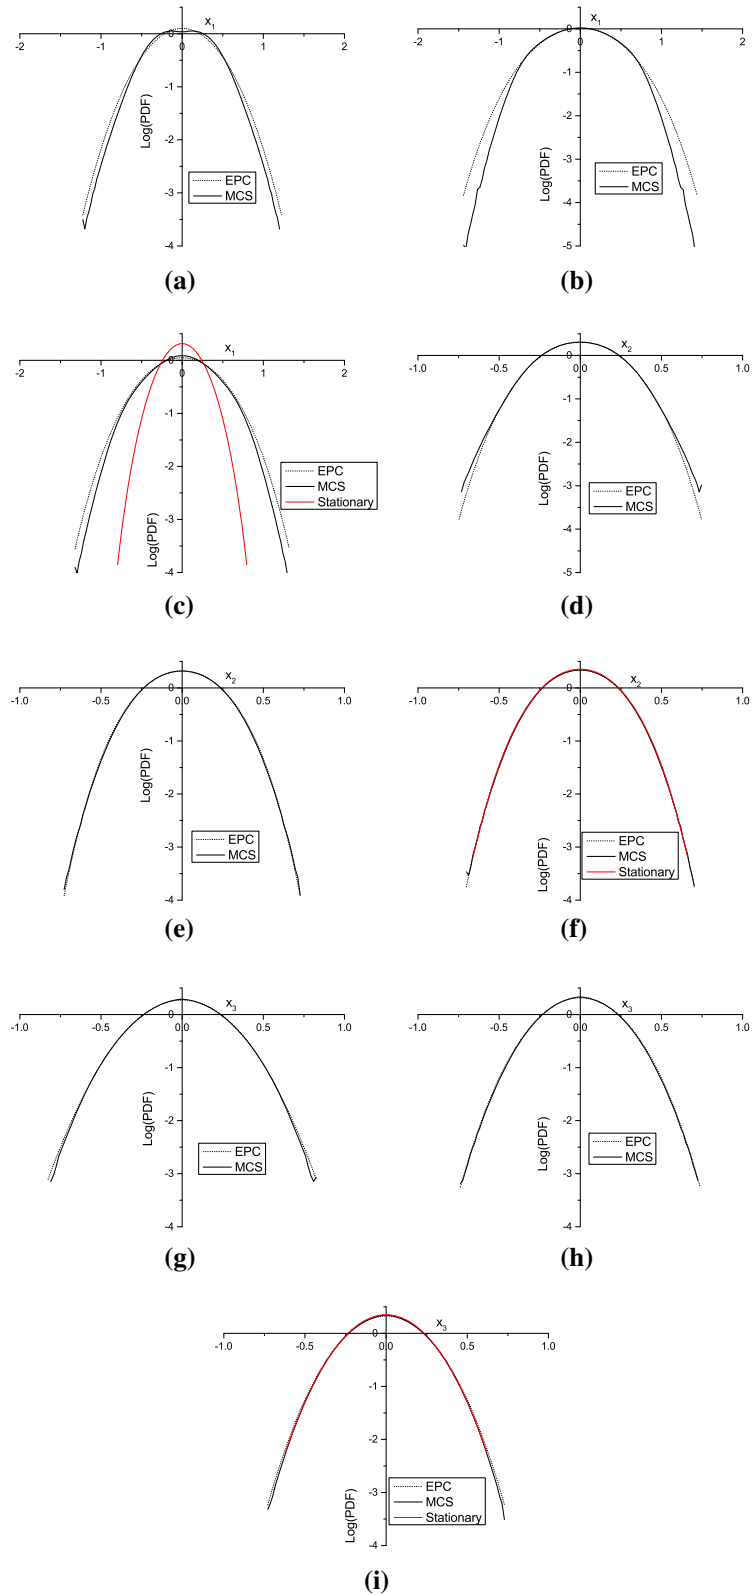 x1
-2 -1 0 1 2
0
-1
-2
-3
-4
Log(PDF)
EPC
MCS
(a)
x1
-2 -1 0 1 2
0
-1
-2
-3
-4
-5
Log(PDF)
EPC
MCS
(b)
x1
-2 -1 0 1 2
0
-1
-2
-3
-4
Log(PDF)
EPC
MCS
Stationary
(c)
x2
-1.0 -0.5 0.0 0.5 1.0
0
-1
-2
-3
-4
-5
Log(PDF)
EPC
MCS
(d)
x2
-1.0 -0.5 0.0 0.5 1.0
0
-1
-2
-3
-4
Log(PDF)
EPC
MCS
(e)
x2
-1.0 -0.5 0.0 0.5 1.0
0
-1
-2
-3
-4
Log(PDF)
EPC
MCS
Stationary
(f)
x3
-1.0 -0.5 0.0 0.5 1.0
0
-1
-2
-3
-4
Log(PDF)
EPC
MCS
(g)
x3
-1.0 -0.5 0.0 0.5 1.0
0
-1
-2
-3
-4
Log(PDF)
EPC
MCS
(h)
x3
-1.0 -0.5 0.0 0.5 1.0
0
-1
-2
-3
-4
Log(PDF)
EPC
MCS
Stationary
(i)